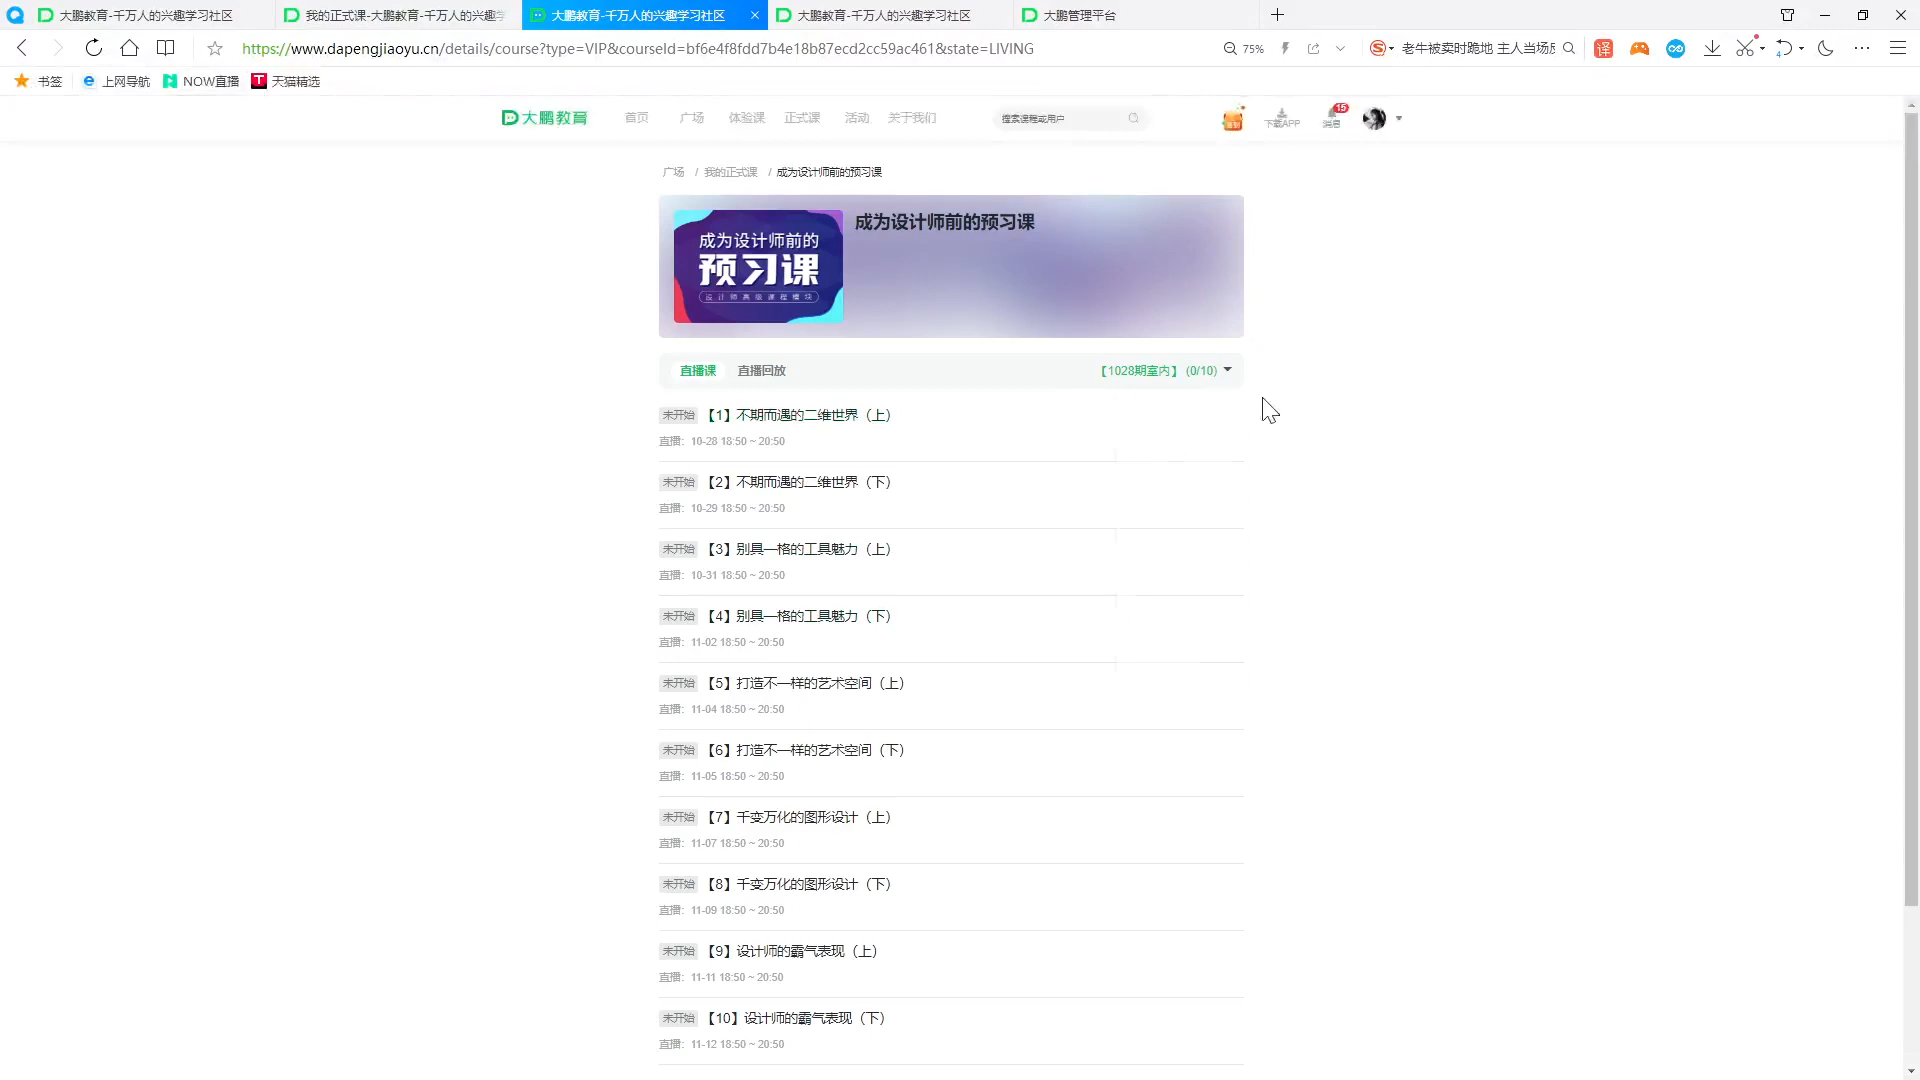 大鹏教育-千万人的兴趣学习社区 我的正式课-大鹏教育-千万人的兴趣学 大鹏教育-千万人的兴趣学习社区 大鹏教育-千万人的兴趣学习社区 大鹏管理平台
https://www.dapengjiaoyu.cn/details/course?type=VIP&courseId=bf6e4f8fdd7b4e18b87ecd2cc59ac461&state=LIVING 75% 老牛被卖时跪地 主人当场 译 4
书签 上网导航 NOW直播 天猫精选
大鹏教育 首页 广场 体验课 正式课 活动 关于我们 搜索课程或用户 下载APP 消息 15
广场 / 我的正式课 / 成为设计师前的预习课
成为设计师前的预习课
成为设计师前的
预习课
设计师高级课程模块
直播课 直播回放 【1028期室内】 (0/10)
未开始 【1】不期而遇的二维世界（上）
直播：10-28 18:50 ~ 20:50
未开始 【2】不期而遇的二维世界（下）
直播：10-29 18:50 ~ 20:50
未开始 【3】别具一格的工具魅力（上）
直播：10-31 18:50 ~ 20:50
未开始 【4】别具一格的工具魅力（下）
直播：11-02 18:50 ~ 20:50
未开始 【5】打造不一样的艺术空间（上）
直播：11-04 18:50 ~ 20:50
未开始 【6】打造不一样的艺术空间（下）
直播：11-05 18:50 ~ 20:50
未开始 【7】千变万化的图形设计（上）
直播：11-07 18:50 ~ 20:50
未开始 【8】千变万化的图形设计（下）
直播：11-09 18:50 ~ 20:50
未开始 【9】设计师的霸气表现（上）
直播：11-11 18:50 ~ 20:50
未开始 【10】设计师的霸气表现（下）
直播：11-12 18:50 ~ 20:50